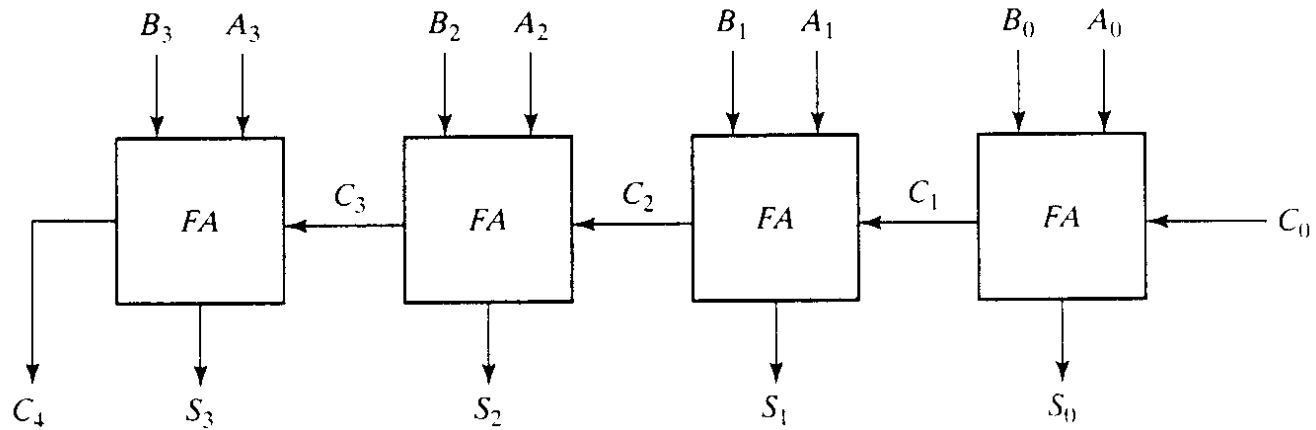 B₃ A₃ B₂ A₂ B₁ A₁ B₀ A₀
C₃ C₂ C₁
FA FA FA FA C₀
C₄ S₃ S₂ S₁ S₀